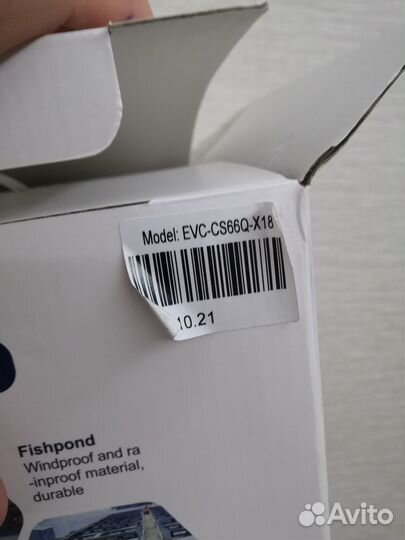 Model: EVC-CS66Q-X18
10.21
Fishpond
Windproof and ra
-inproof material,
durable
Avito